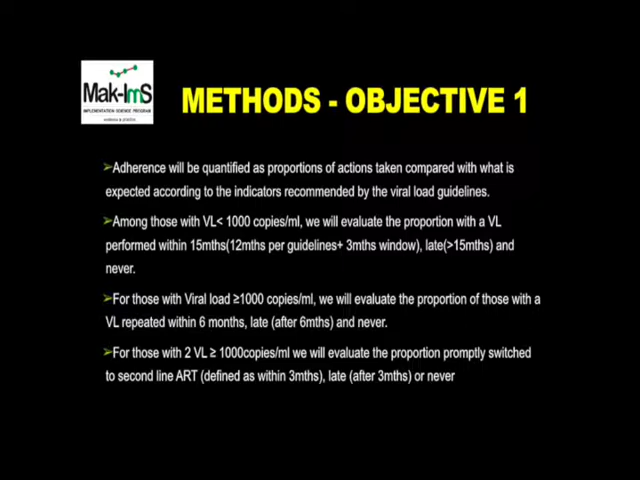 Mak-ImS
IMPLEMENTATION SCIENCE PROGRAM
METHODS - OBJECTIVE 1
➢Adherence will be quantified as proportions of actions taken compared with what is
expected according to the indicators recommended by the viral load guidelines.
➢Among those with VL< 1000 copies/ml, we will evaluate the proportion with a VL
performed within 15mths(12mths per guidelines+ 3mths window), late(>15mths) and
never.
➢For those with Viral load ≥1000 copies/ml, we will evaluate the proportion of those with a
VL repeated within 6 months, late (after 6mths) and never.
➢For those with 2 VL ≥ 1000copies/ml we will evaluate the proportion promptly switched
to second line ART (defined as within 3mths), late (after 3mths) or never